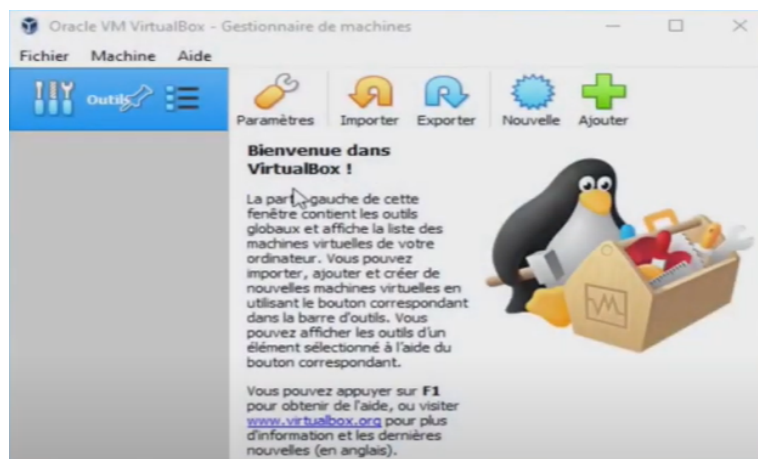 Oracle VM VirtualBox - Gestionnaire de machines
Fichier Machine Aide
Outils
Paramètres Importer Exporter Nouvelle Ajouter
Bienvenue dans
VirtualBox !
La partie gauche de cette
fenêtre contient les outils
globaux et affiche la liste des
machines virtuelles de votre
ordinateur. Vous pouvez
importer, ajouter et créer de
nouvelles machines virtuelles en
utilisant le bouton correspondant
dans la barre d'outils. Vous
pouvez afficher les outils d'un
élément sélectionné à l'aide du
bouton correspondant.
Vous pouvez appuyer sur F1
pour obtenir de l'aide, ou visiter
www.virtualbox.org pour plus
d'information et les dernières
nouvelles (en anglais).